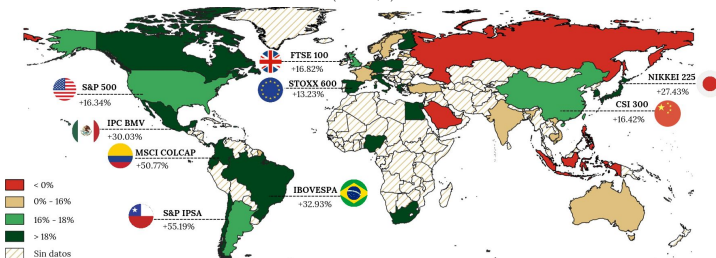 FTSE 100
+16.82%
S&P 500
+16.34%
STOXX 600
+13.23%
NIKKEI 225
+27.43%
CSI 300
+16.42%
IPC BMV
+30.03%
MSCI COLCAP
+50.77%
IBOVESPA
+32.93%
S&P IPSA
+55.19%
< 0%
0% - 16%
16% - 18%
> 18%
Sin datos